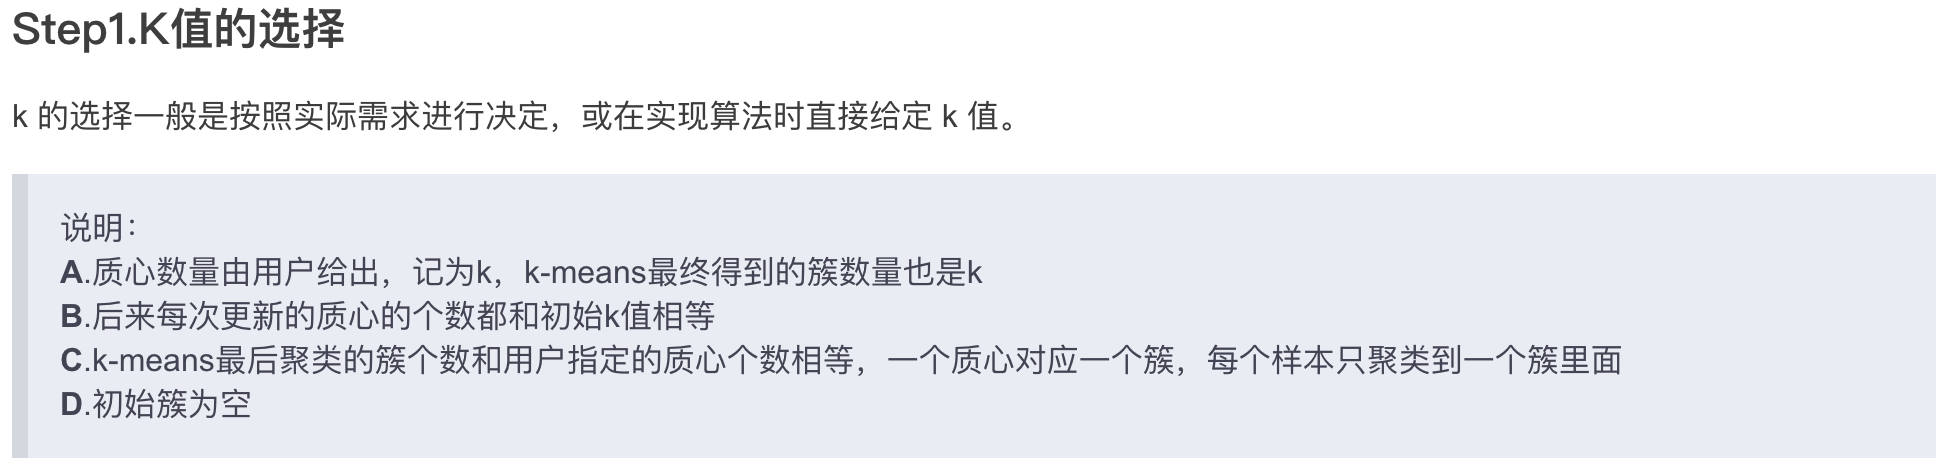 Step1.K值的选择
k 的选择一般是按照实际需求进行决定，或在实现算法时直接给定 k 值。
说明：
A.质心数量由用户给出，记为k，k-means最终得到的簇数量也是k
B.后来每次更新的质心的个数都和初始k值相等
C.k-means最后聚类的簇个数和用户指定的质心个数相等，一个质心对应一个簇，每个样本只聚类到一个簇里面
D.初始簇为空